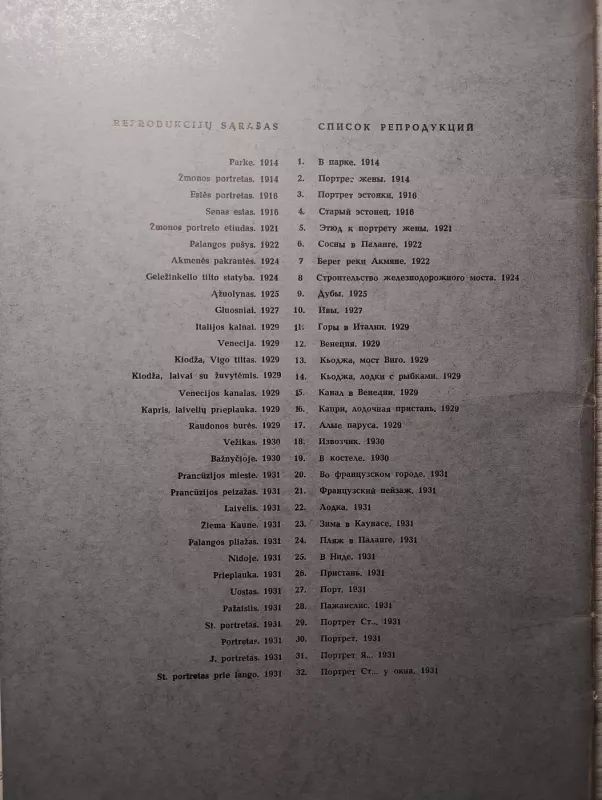 REPRODUKCIJŲ SĄRAŠAS СПИСОК РЕПРОДУКЦИЙ
Parke. 1914 1. В парке. 1914
Žmonos portretas. 1914 2. Портрет жены. 1914
Estės portretas. 1916 3. Портрет эстонки, 1916
Senas estas. 1916 4. Старый эстонец. 1916
Žmonos portreto etiudas. 1921 5. Этюд к портрету жены, 1921
Palangos pušys. 1922 6. Сосны в Паланге, 1922
Akmenės pakrantės. 1924 7 Берег реки Акмяне. 1922
Geležinkelio tilto statyba. 1924 8 Строительство железнодорожного моста. 1924
Ąžuolynas. 1925 9. Дубы. 1925
Gluosniai. 1927 10. Ивы. 1927
Italijos kalnai. 1929 11. Горы в Италии. 1929
Venecija. 1929 12. Венеция. 1929
Kiodža, Vigo tiltas. 1929 13. Кьоджа, мост Виго. 1929
Kiodža, laivai su žuvytėmis. 1929 14. Кьоджа, лодки с рыбками. 1929
Venecijos kanalas. 1929 15. Канал в Венеции, 1929
Kapris, laivelių prieplauka. 1929 16. Капри, лодочная пристань, 1929
Raudonos burės. 1929 17. Алые паруса. 1929
Vežikas. 1930 18. Извозчик. 1930
Bažnyčioje. 1930 19. В костеле. 1930
Prancūzijos mieste. 1931 20. Во французском городе. 1931
Prancūzijos peizažas. 1931 21. Французский пейзаж. 1931
Laivelis. 1931 22. Лодка. 1931
Žiema Kaune. 1931 23. Зима в Каунасе. 1931
Palangos pliažas. 1931 24. Пляж в Паланге, 1931
Nidoje. 1931 25. В Ниде. 1931
Prieplauka. 1931 26. Пристань. 1931
Uostas. 1931 27. Порт. 1931
Pažaislis. 1931 28. Пажайслис. 1931
St. portretas. 1931 29. Портрет Ст.., 1931
Portretas. 1931 30. Портрет, 1931
J. portretas. 1931 31. Портрет Я... 1931
St. portretas prie lango. 1931 32. Портрет Ст... у окна. 1931